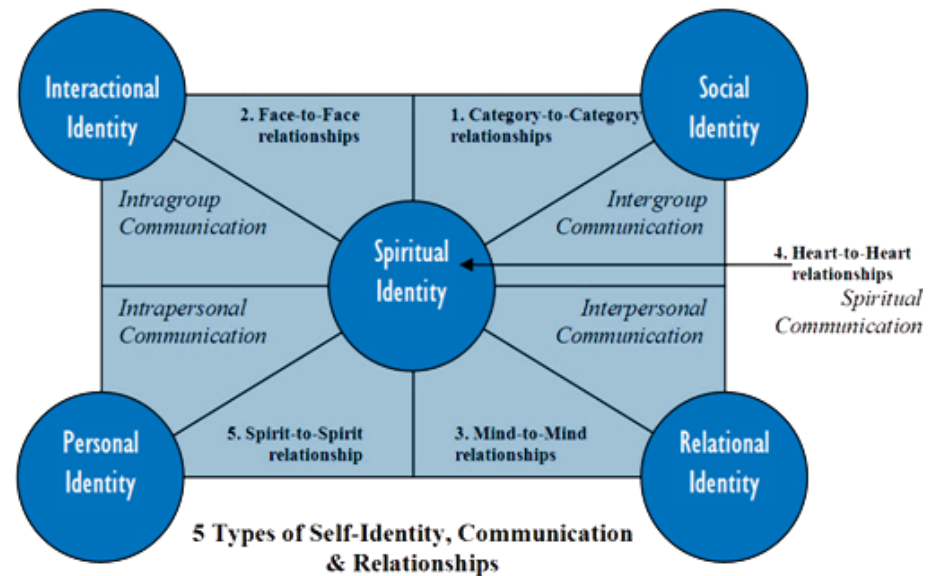 Interactional
Identity
Social
Identity
2. Face-to-Face
relationships
1. Category-to-Category
relationships
Intragroup
Communication
Intergroup
Communication
Spiritual
Identity
4. Heart-to-Heart
relationships
Spiritual
Communication
Intrapersonal
Communication
Interpersonal
Communication
Personal
Identity
5. Spirit-to-Spirit
relationship
3. Mind-to-Mind
relationships
Relational
Identity
5 Types of Self-Identity, Communication
& Relationships